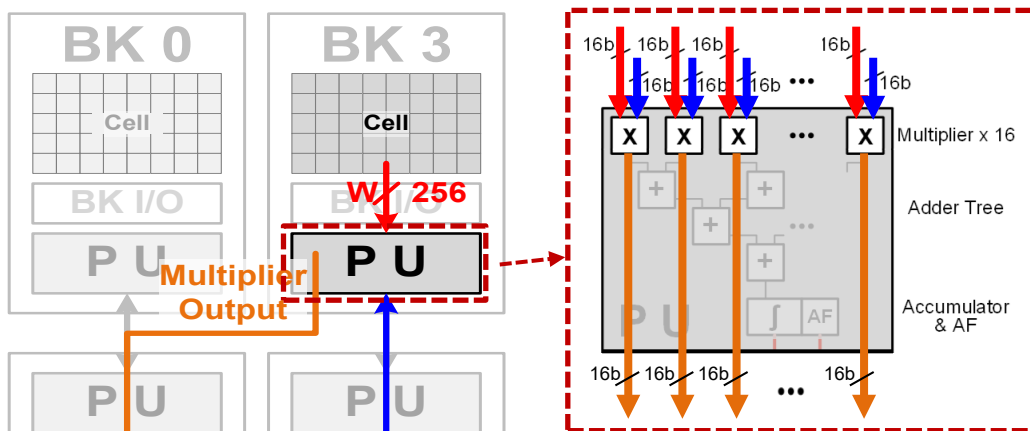 BK 0
BK 3
Cell
Cell
W 256
BK I/O
BK I/O
P U
P U
Multiplier
Output
P U
P U
16b 16b 16b 16b
16b 16b 16b 16b
...
X X X ... X
Multiplier x 16
+ +
+
...
+
Adder Tree
P U
∫ AF
Accumulator
& AF
16b 16b 16b 16b
...